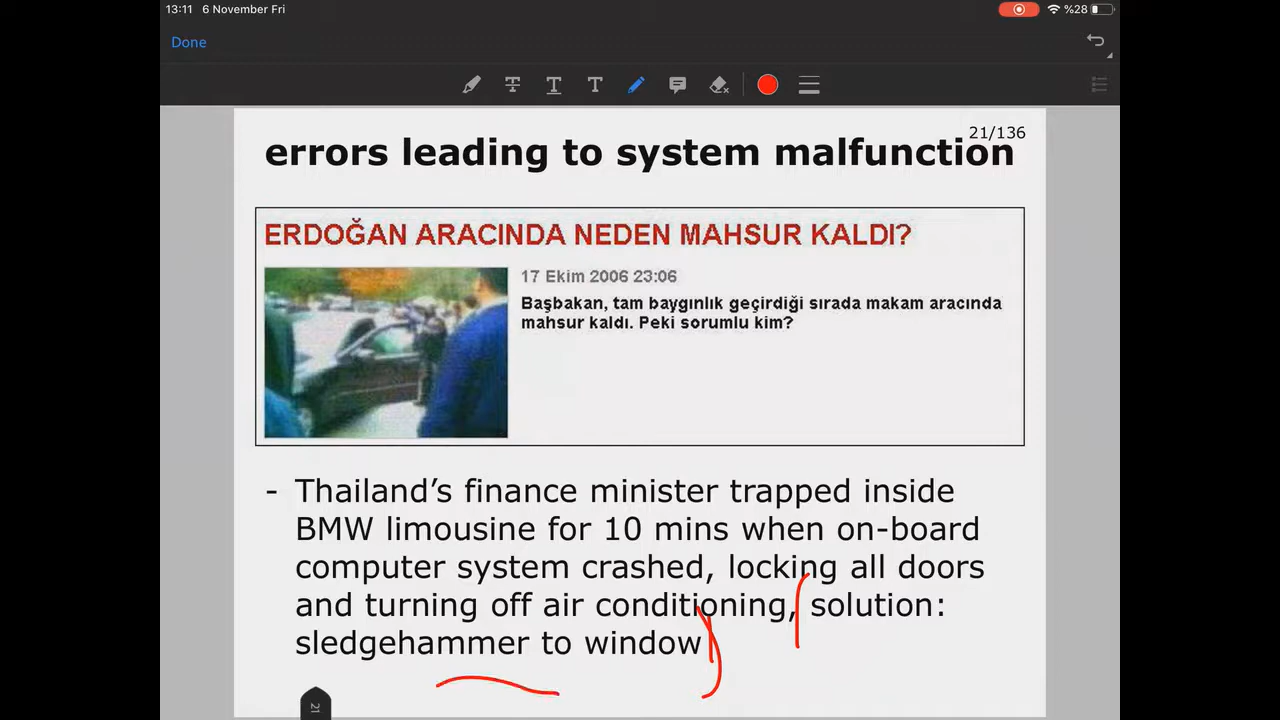 13:11 6 November Fri
%28
Done
21/136
errors leading to system malfunction
ERDOĞAN ARACINDA NEDEN MAHSUR KALDI?
17 Ekim 2006 23:06
Başbakan, tam baygınlık geçirdiği sırada makam aracında
mahsur kaldı. Peki sorumlu kim?
- Thailand’s finance minister trapped inside
BMW limousine for 10 mins when on-board
computer system crashed, locking all doors
and turning off air conditioning, solution:
sledgehammer to window
21